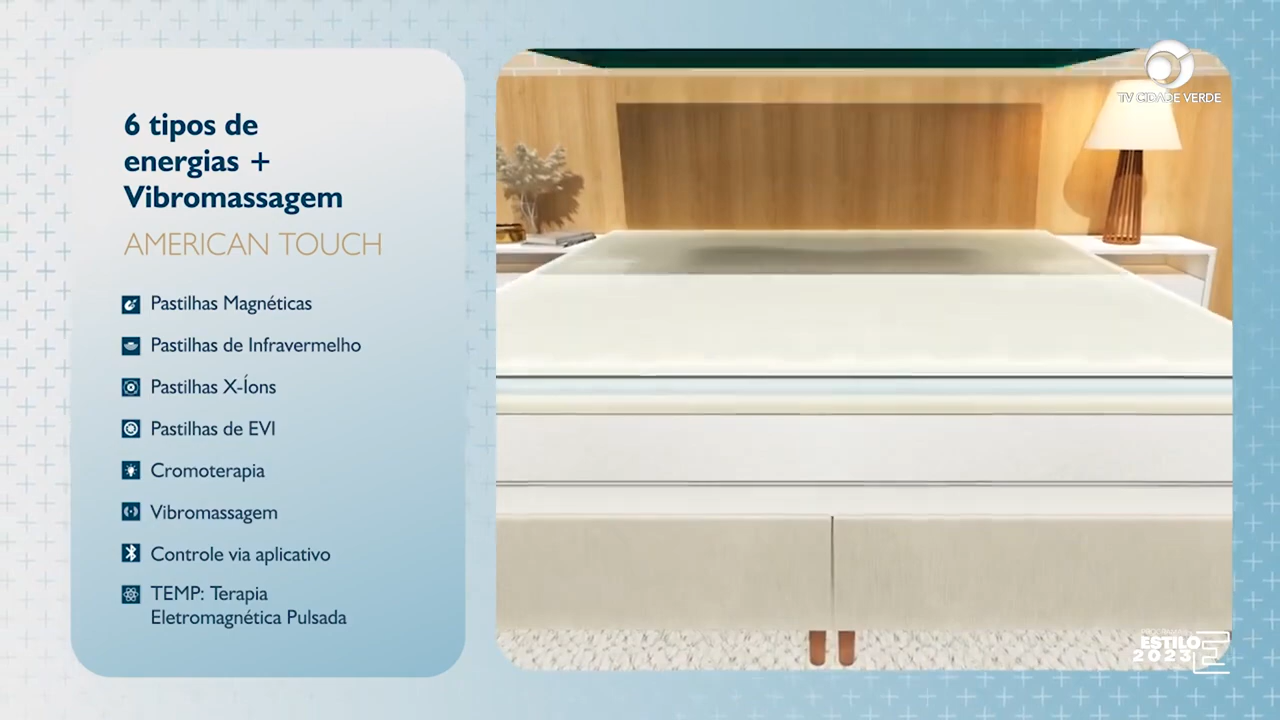 6 tipos de
energias +
Vibromassagem
AMERICAN TOUCH
Pastilhas Magnéticas
Pastilhas de Infravermelho
Pastilhas X-Íons
Pastilhas de EVI
Cromoterapia
Vibromassagem
Controle via aplicativo
TEMP: Terapia
Eletromagnética Pulsada
TV CIDADE VERDE
ESTILO
2023